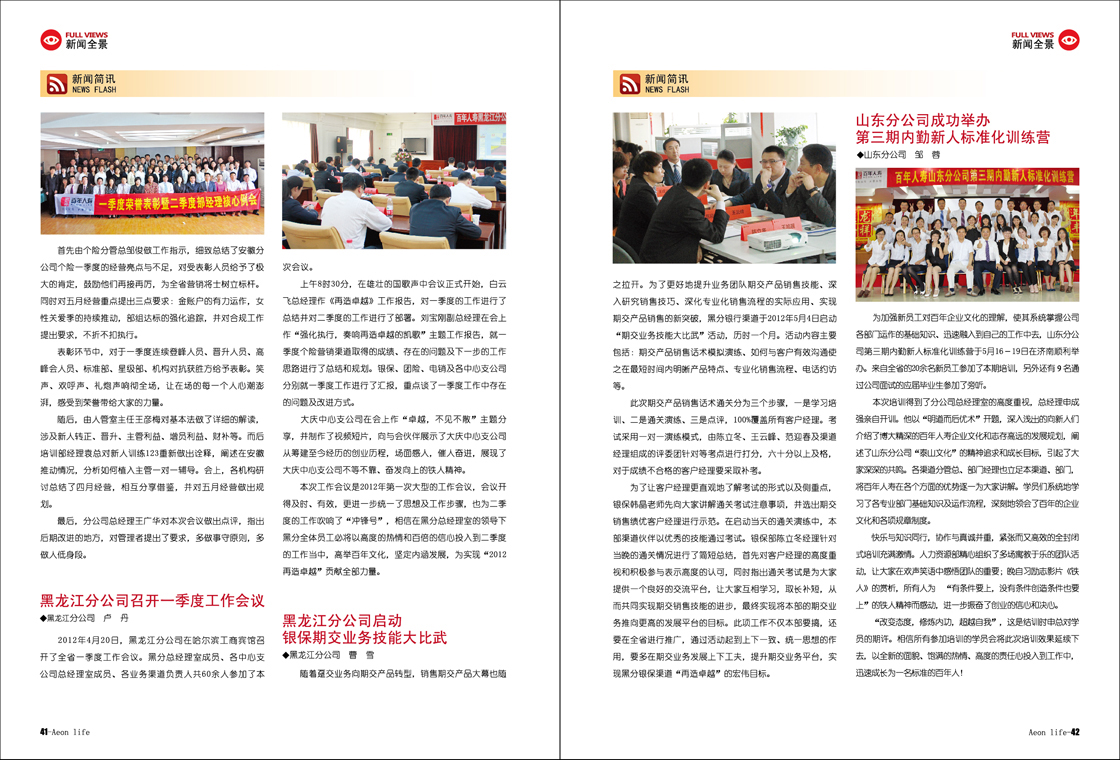 FULL VIEWS
新闻全景
新闻简讯
NEWS FLASH
百年人寿
一季度荣誉表彰暨二季度部经理核心例会
首先由个险分管总邹俊做工作指示，细致总结了安徽分
公司个险一季度的经营亮点与不足，对受表彰人员给予了极
大的肯定，鼓励他们再接再厉，为全省营销将士树立标杆。
同时对五月经营重点提出三点要求：金账户的有力运作，女
性关爱季的持续推动，部组达标的强化追踪，并对合规工作
提出要求，不折不扣执行。
表彰环节中，对于一季度连续登峰人员、晋升人员、高
峰会人员、标准部、星级部、机构对抗获胜方给予表彰。笑
声、欢呼声、礼炮声响彻全场，让在场的每一个人心潮澎
湃，感受到荣誉带给大家的力量。
随后，由人管室主任王彦梅对基本法做了详细的解读，
涉及新人转正、晋升、主管利益、增员利益、财补等。而后
培训部经理袁总对新人训练123重新做出诠释，阐述在安徽
推动情况，分析如何植入主管一对一辅导。会上，各机构研
讨总结了四月经营，相互分享借鉴，并对五月经营做出规
划。
最后，分公司总经理王广华对本次会议做出点评，指出
后期改进的地方，对管理者提出了要求，多做事守原则，多
做人低身段。
黑龙江分公司召开一季度工作会议
◆黑龙江分公司 卢 丹
2012年4月20日，黑龙江分公司在哈尔滨工商宾馆召
开了全省一季度工作会议。黑分总经理室成员、各中心支
公司总经理室成员、各业务渠道负责人共60余人参加了本
百年人寿黑龙江分公
次会议。
上午8时30分，在雄壮的国歌声中会议正式开始，白云
飞总经理作《再造卓越》工作报告，对一季度的工作进行了
总结并对二季度的工作进行了部署。刘宝刚副总经理在会上
作“强化执行，奏响再造卓越的凯歌”主题工作报告，就一
季度个险营销渠道取得的成绩、存在的问题及下一步的工作
思路进行了总结和规划。银保、团险、电销及各中心支公司
分别就一季度工作进行了汇报，重点谈了一季度工作中存在
的问题及改进方式。
大庆中心支公司在会上作“卓越，不见不散”主题分
享，并制作了视频短片，向与会伙伴展示了大庆中心支公司
从筹建至今经历的创业历程，场面感人，催人奋进，展现了
大庆中心支公司不等不靠、奋发向上的铁人精神。
本次工作会议是2012年第一次大型的工作会议，会议开
得及时、有效，更进一步统一了思想及工作步骤，也为二季
度的工作吹响了“冲锋号”，相信在黑分总经理室的领导下
黑分全体员工必将以高度的热情和百倍的信心投入到二季度
的工作当中，高举百年文化，坚定内涵发展，为实现“2012
再造卓越”贡献全部力量。
黑龙江分公司启动
银保期交业务技能大比武
◆黑龙江分公司 曹 雪
随着趸交业务向期交产品转型，销售期交产品大幕也随
41-Aeon life
FULL VIEWS
新闻全景
新闻简讯
NEWS FLASH
之拉开。为了更好地提升业务团队期交产品销售技能、深
入研究销售技巧、深化专业化销售流程的实际应用、实现
期交产品销售的新突破，黑分银行渠道于2012年5月4日启动
“期交业务技能大比武”活动，历时一个月。活动内容主要
包括：期交产品销售话术模拟演练、如何与客户有效沟通使
之在最短时间内明晰产品特点、专业化销售流程、电话约访
等。
此次期交产品销售话术通关分为三个步骤，一是学习培
训、二是通关演练、三是点评，100%覆盖所有客户经理。考
试采用一对一演练模式，由陈立冬、王云峰、范迎春及渠道
经理组成的评委团针对等考点进行打分，六十分以上及格，
对于成绩不合格的客户经理要采取补考。
为了让客户经理更直观地了解考试的形式以及侧重点，
银保韩晶老师先向大家讲解通关考试注意事项，并选出期交
销售绩优客户经理进行示范。在启动当天的通关演练中，本
部渠道伙伴以优秀的技能通过考试。银保部陈立冬经理针对
当晚的通关情况进行了简短总结，首先对客户经理的高度重
视和积极参与表示高度的认可，同时指出通关考试是为大家
提供一个良好的交流平台，让大家互相学习，取长补短，从
而共同实现期交销售技能的进步，最终实现将本部的期交业
务推向更高的发展平台的目标。此项工作不仅本部要搞，还
要在全省进行推广，通过活动起到上下一致、统一思想的作
用，要多在期交业务发展上下工夫，提升期交业务平台，实
现黑分银保渠道“再造卓越”的宏伟目标。
山东分公司成功举办
第三期内勤新人标准化训练营
◆山东分公司 邹 蓉
百年人寿
百年人寿山东分公司第三期内勤新人标准化训练营
为加强新员工对百年企业文化的理解，使其系统掌握公司
各部门运作的基础知识、迅速融入到自己的工作中去，山东分公
司第三期内勤新人标准化训练营于5月16－19日在济南顺利举
办。来自全省的20余名新员工参加了本期培训，另外还有9名通
过公司面试的应届毕业生参加了旁听。
本次培训得到了分公司总经理室的高度重视，总经理申成
强亲自开训。他以“明道而后优术”开题，深入浅出的向新人们
介绍了博大精深的百年人寿企业文化和志存高远的发展规划，阐
述了山东分公司“泰山文化”的精神追求和成长目标，引起了大
家深深的共鸣。各渠道分管总、部门经理也立足本渠道、部门，
将百年人寿在各个方面的优势逐一为大家讲解。学员们系统地学
习了各专业部门基础知识及运作流程，深刻地领会了百年的企业
文化和各项规章制度。
快乐与知识同行，协作与真诚并重，紧张而又高效的全封闭
式培训充满激情。人力资源部精心组织了多场寓教于乐的团队活
动，让大家在欢声笑语中感悟团队的重要；晚自习励志影片《铁
人》的赏析，所有人为 “有条件要上，没有条件创造条件也要
上”的铁人精神而感动，进一步振奋了创业的信心和决心。
“改变态度，修炼内功，超越自我”，这是结训时申总对学
员的期许。相信所有参加培训的学员会将此次培训效果延续下
去，以全新的面貌、饱满的热情、高度的责任心投入到工作中，
迅速成长为一名标准的百年人！
Aeon life-42